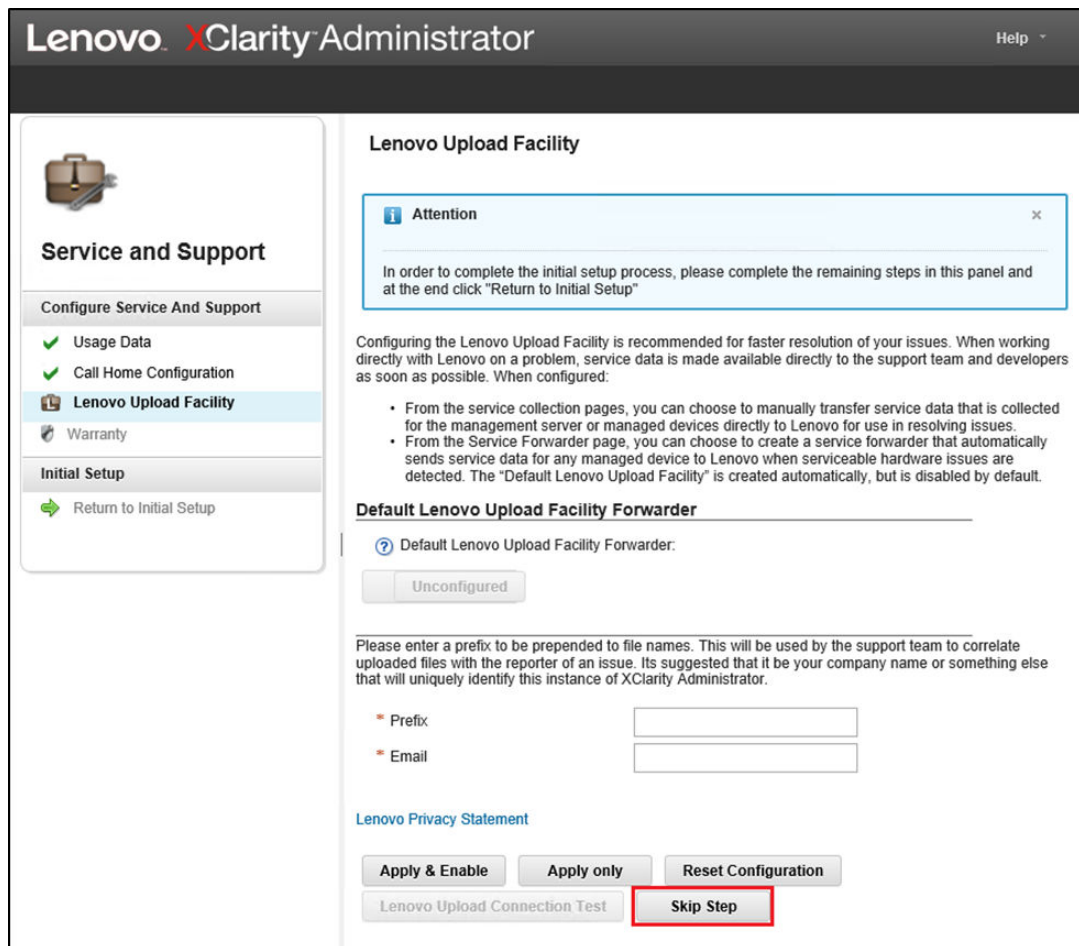 Lenovo. XClarity Administrator
Help
Service and Support
Configure Service And Support
Usage Data
Call Home Configuration
Lenovo Upload Facility
Warranty
Initial Setup
Return to Initial Setup
Lenovo Upload Facility
Attention
In order to complete the initial setup process, please complete the remaining steps in this panel and
at the end click "Return to Initial Setup"
Configuring the Lenovo Upload Facility is recommended for faster resolution of your issues. When working
directly with Lenovo on a problem, service data is made available directly to the support team and developers
as soon as possible. When configured:
• From the service collection pages, you can choose to manually transfer service data that is collected
for the management server or managed devices directly to Lenovo for use in resolving issues.
• From the Service Forwarder page, you can choose to create a service forwarder that automatically
sends service data for any managed device to Lenovo when serviceable hardware issues are
detected. The “Default Lenovo Upload Facility” is created automatically, but is disabled by default.
Default Lenovo Upload Facility Forwarder
Default Lenovo Upload Facility Forwarder:
Unconfigured
Please enter a prefix to be prepended to file names. This will be used by the support team to correlate
uploaded files with the reporter of an issue. Its suggested that it be your company name or something else
that will uniquely identify this instance of XClarity Administrator.
* Prefix
* Email
Lenovo Privacy Statement
Apply & Enable
Apply only
Reset Configuration
Lenovo Upload Connection Test
Skip Step